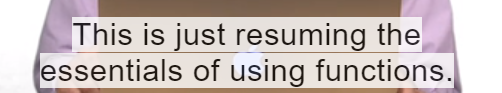 This is just resuming the
essentials of using functions.